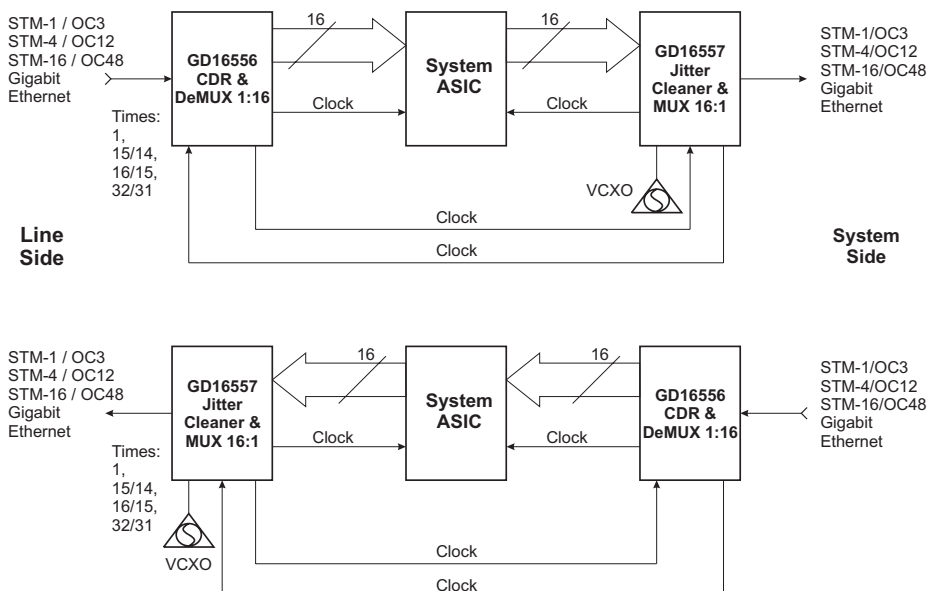 STM-1 / OC3
STM-4 / OC12
STM-16 / OC48
Gigabit
Ethernet
Times:
1,
15/14,
16/15,
32/31
GD16556
CDR &
DeMUX 1:16
16
Clock
System
ASIC
16
Clock
GD16557
Jitter
Cleaner &
MUX 16:1
STM-1/OC3
STM-4/OC12
STM-16/OC48
Gigabit
Ethernet
VCXO
Clock
Clock
Line
Side
System
Side
STM-1 / OC3
STM-4 / OC12
STM-16 / OC48
Gigabit
Ethernet
Times:
1,
15/14,
16/15,
32/31
GD16557
Jitter
Cleaner &
MUX 16:1
16
Clock
System
ASIC
16
Clock
GD16556
CDR &
DeMUX 1:16
STM-1/OC3
STM-4/OC12
STM-16/OC48
Gigabit
Ethernet
VCXO
Clock
Clock